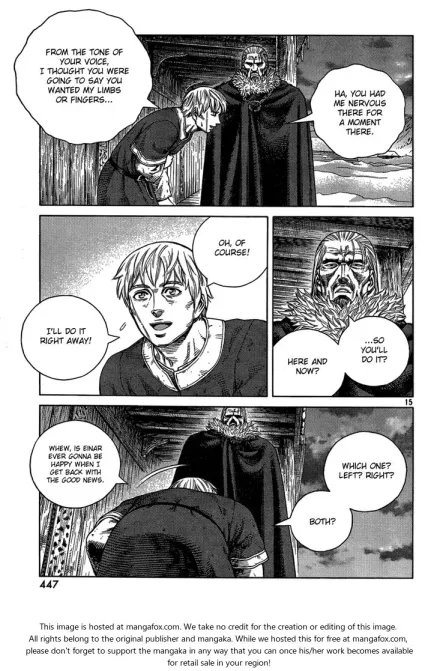 FROM THE TONE OF
YOUR VOICE,
I THOUGHT YOU WERE
GOING TO SAY YOU
WANTED MY LIMBS
OR FINGERS...
HA, YOU HAD
ME NERVOUS
THERE FOR
A MOMENT
THERE.
OH, OF
COURSE!
I'LL DO IT
RIGHT AWAY!
...SO
YOU'LL
DO IT?
HERE AND
NOW?
15
WHEW, IS EINAR
EVER GONNA BE
HAPPY WHEN I
GET BACK WITH
THE GOOD NEWS.
WHICH ONE?
LEFT? RIGHT?
BOTH?
447
This image is hosted at mangafox.com. We take no credit for the creation or editing of this image.
All rights belong to the original publisher and mangaka. While we hosted this for free at mangafox.com,
please don't forget to support the mangaka in any way that you can once his/her work becomes available
for retail sale in your region!